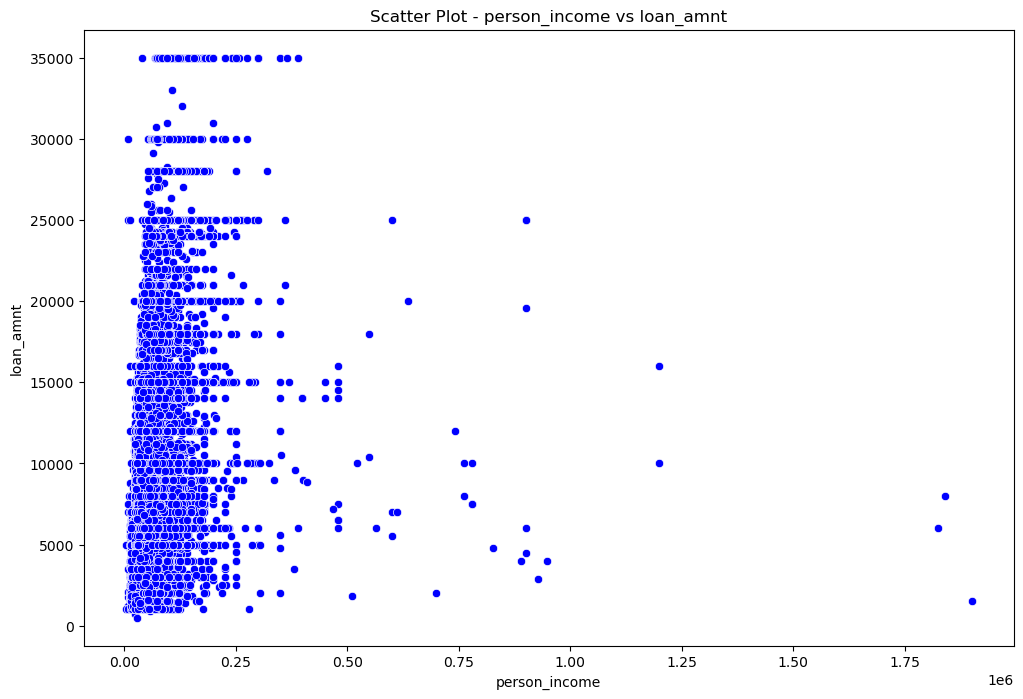 Scatter Plot - person_income vs loan_amnt
loan_amnt
35000
30000
25000
20000
15000
10000
5000
0
0.00 0.25 0.50 0.75 1.00 1.25 1.50 1.75
1e6
person_income